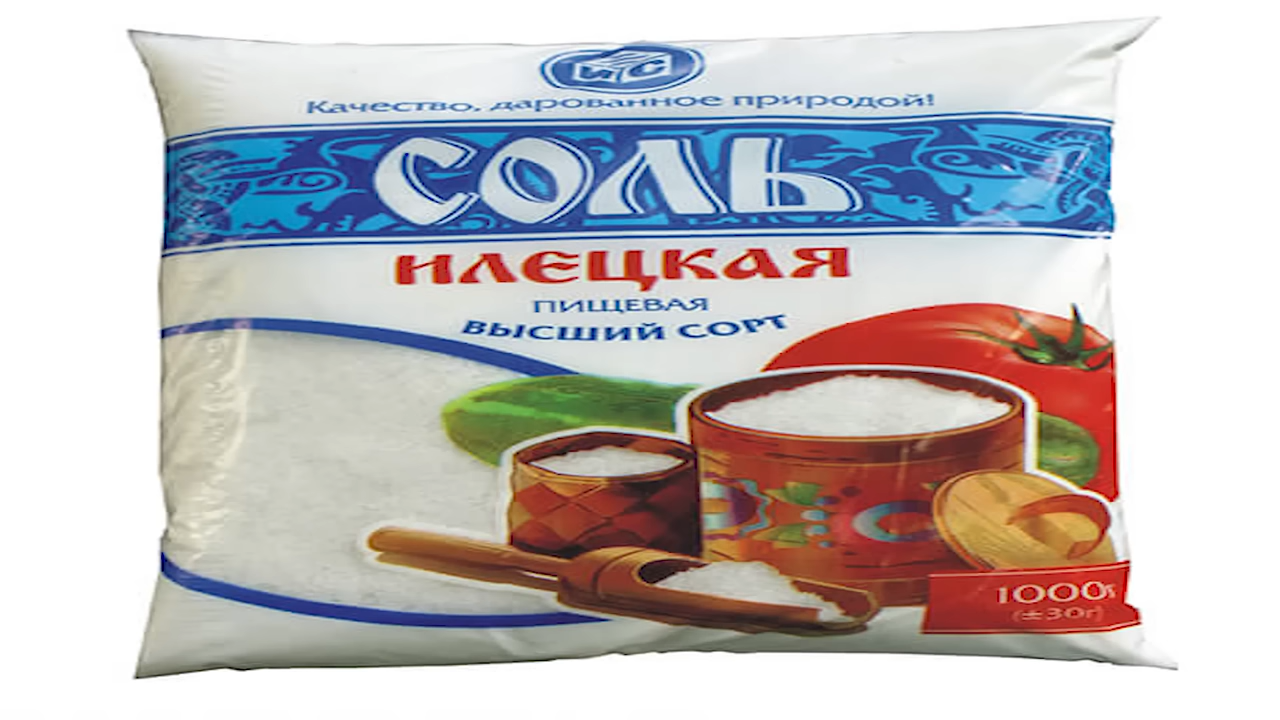 ИС
Качество, дарованное природой!
СОЛЬ
ИЛЕЦКАЯ
ПИЩЕВАЯ
ВЫСШИЙ СОРТ
1000г
(±30г)